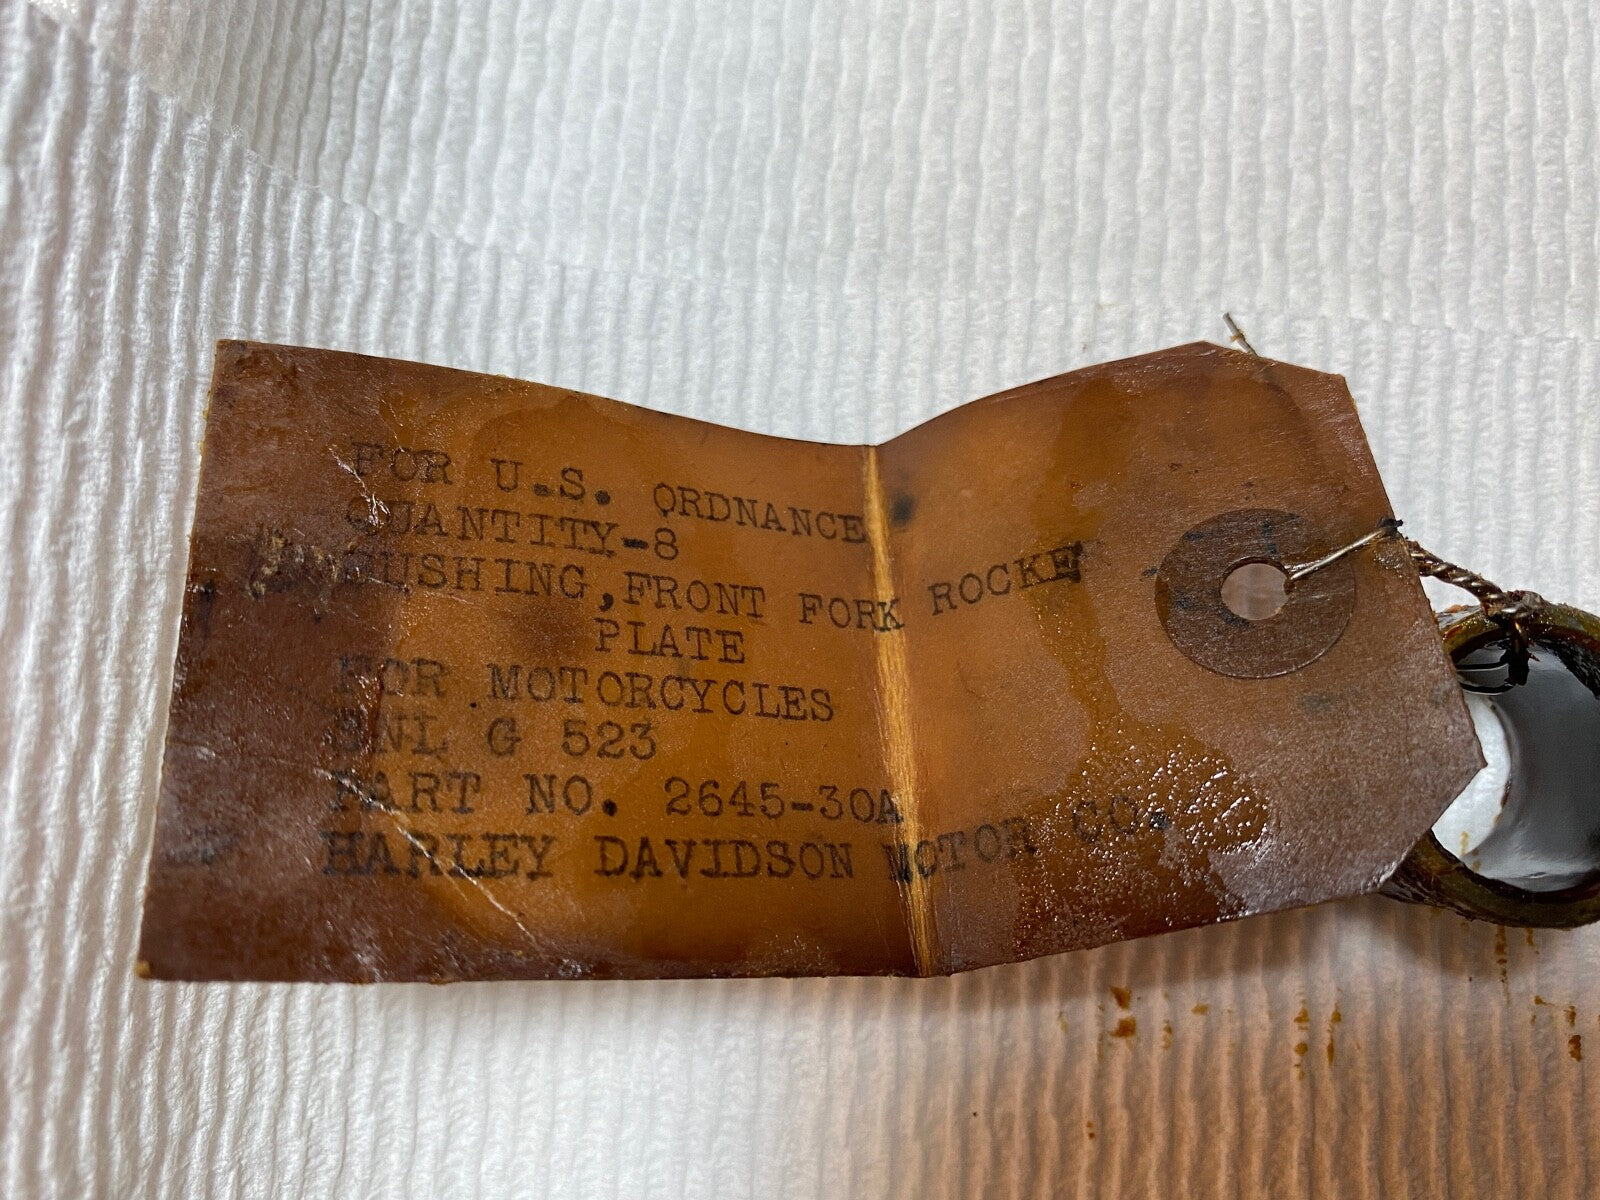 FOR U.S. ORDNANCE
QUANTITY-8
BUSHING,FRONT FORK ROCKER
PLATE
FOR MOTORCYCLES
SNL G 523
PART NO. 2645-30A
HARLEY DAVIDSON MOTOR CO.